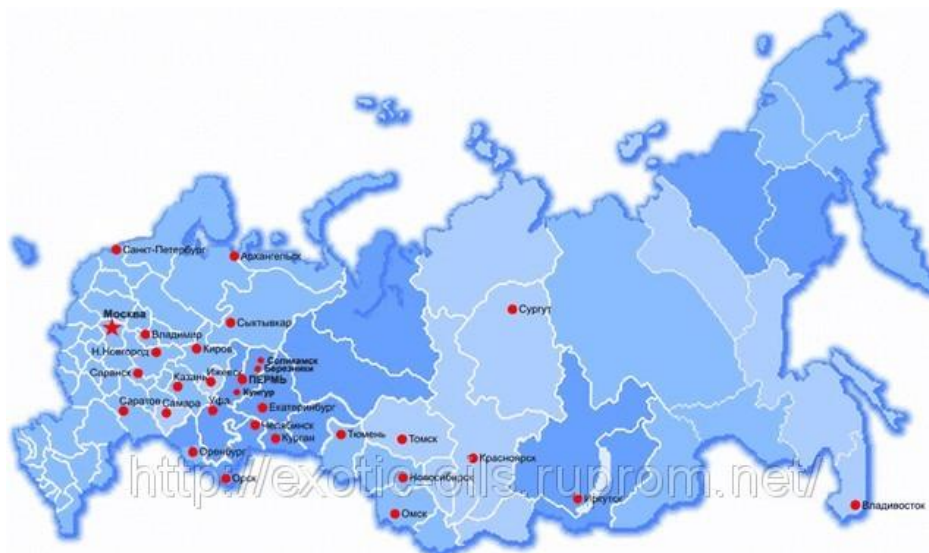 Санкт-Петербург
Архангельск
Сургут
Москва
Сыктывкар
Владимир
Н.Новгород
Киров
Соликамск
Березники
Саранск
Казань
Ижевск
ПЕРМЬ
Кунгур
Саратов
Самара
Уфа
Екатеринбург
Челябинск
Курган
Тюмень
Томск
Оренбург
Красноярск
Орск
Новосибирск
Иркутск
Владивосток
Омск
http://exotic-oils.ruprom.net/